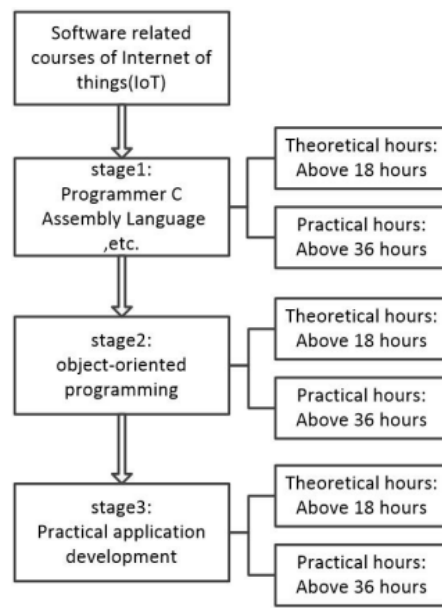 Software related
courses of Internet of
things(IoT)
stage1:
Programmer C
Assembly Language
,etc.
Theoretical hours:
Above 18 hours
Practical hours:
Above 36 hours
stage2:
object-oriented
programming
Theoretical hours:
Above 18 hours
Practical hours:
Above 36 hours
stage3:
Practical application
development
Theoretical hours:
Above 18 hours
Practical hours:
Above 36 hours